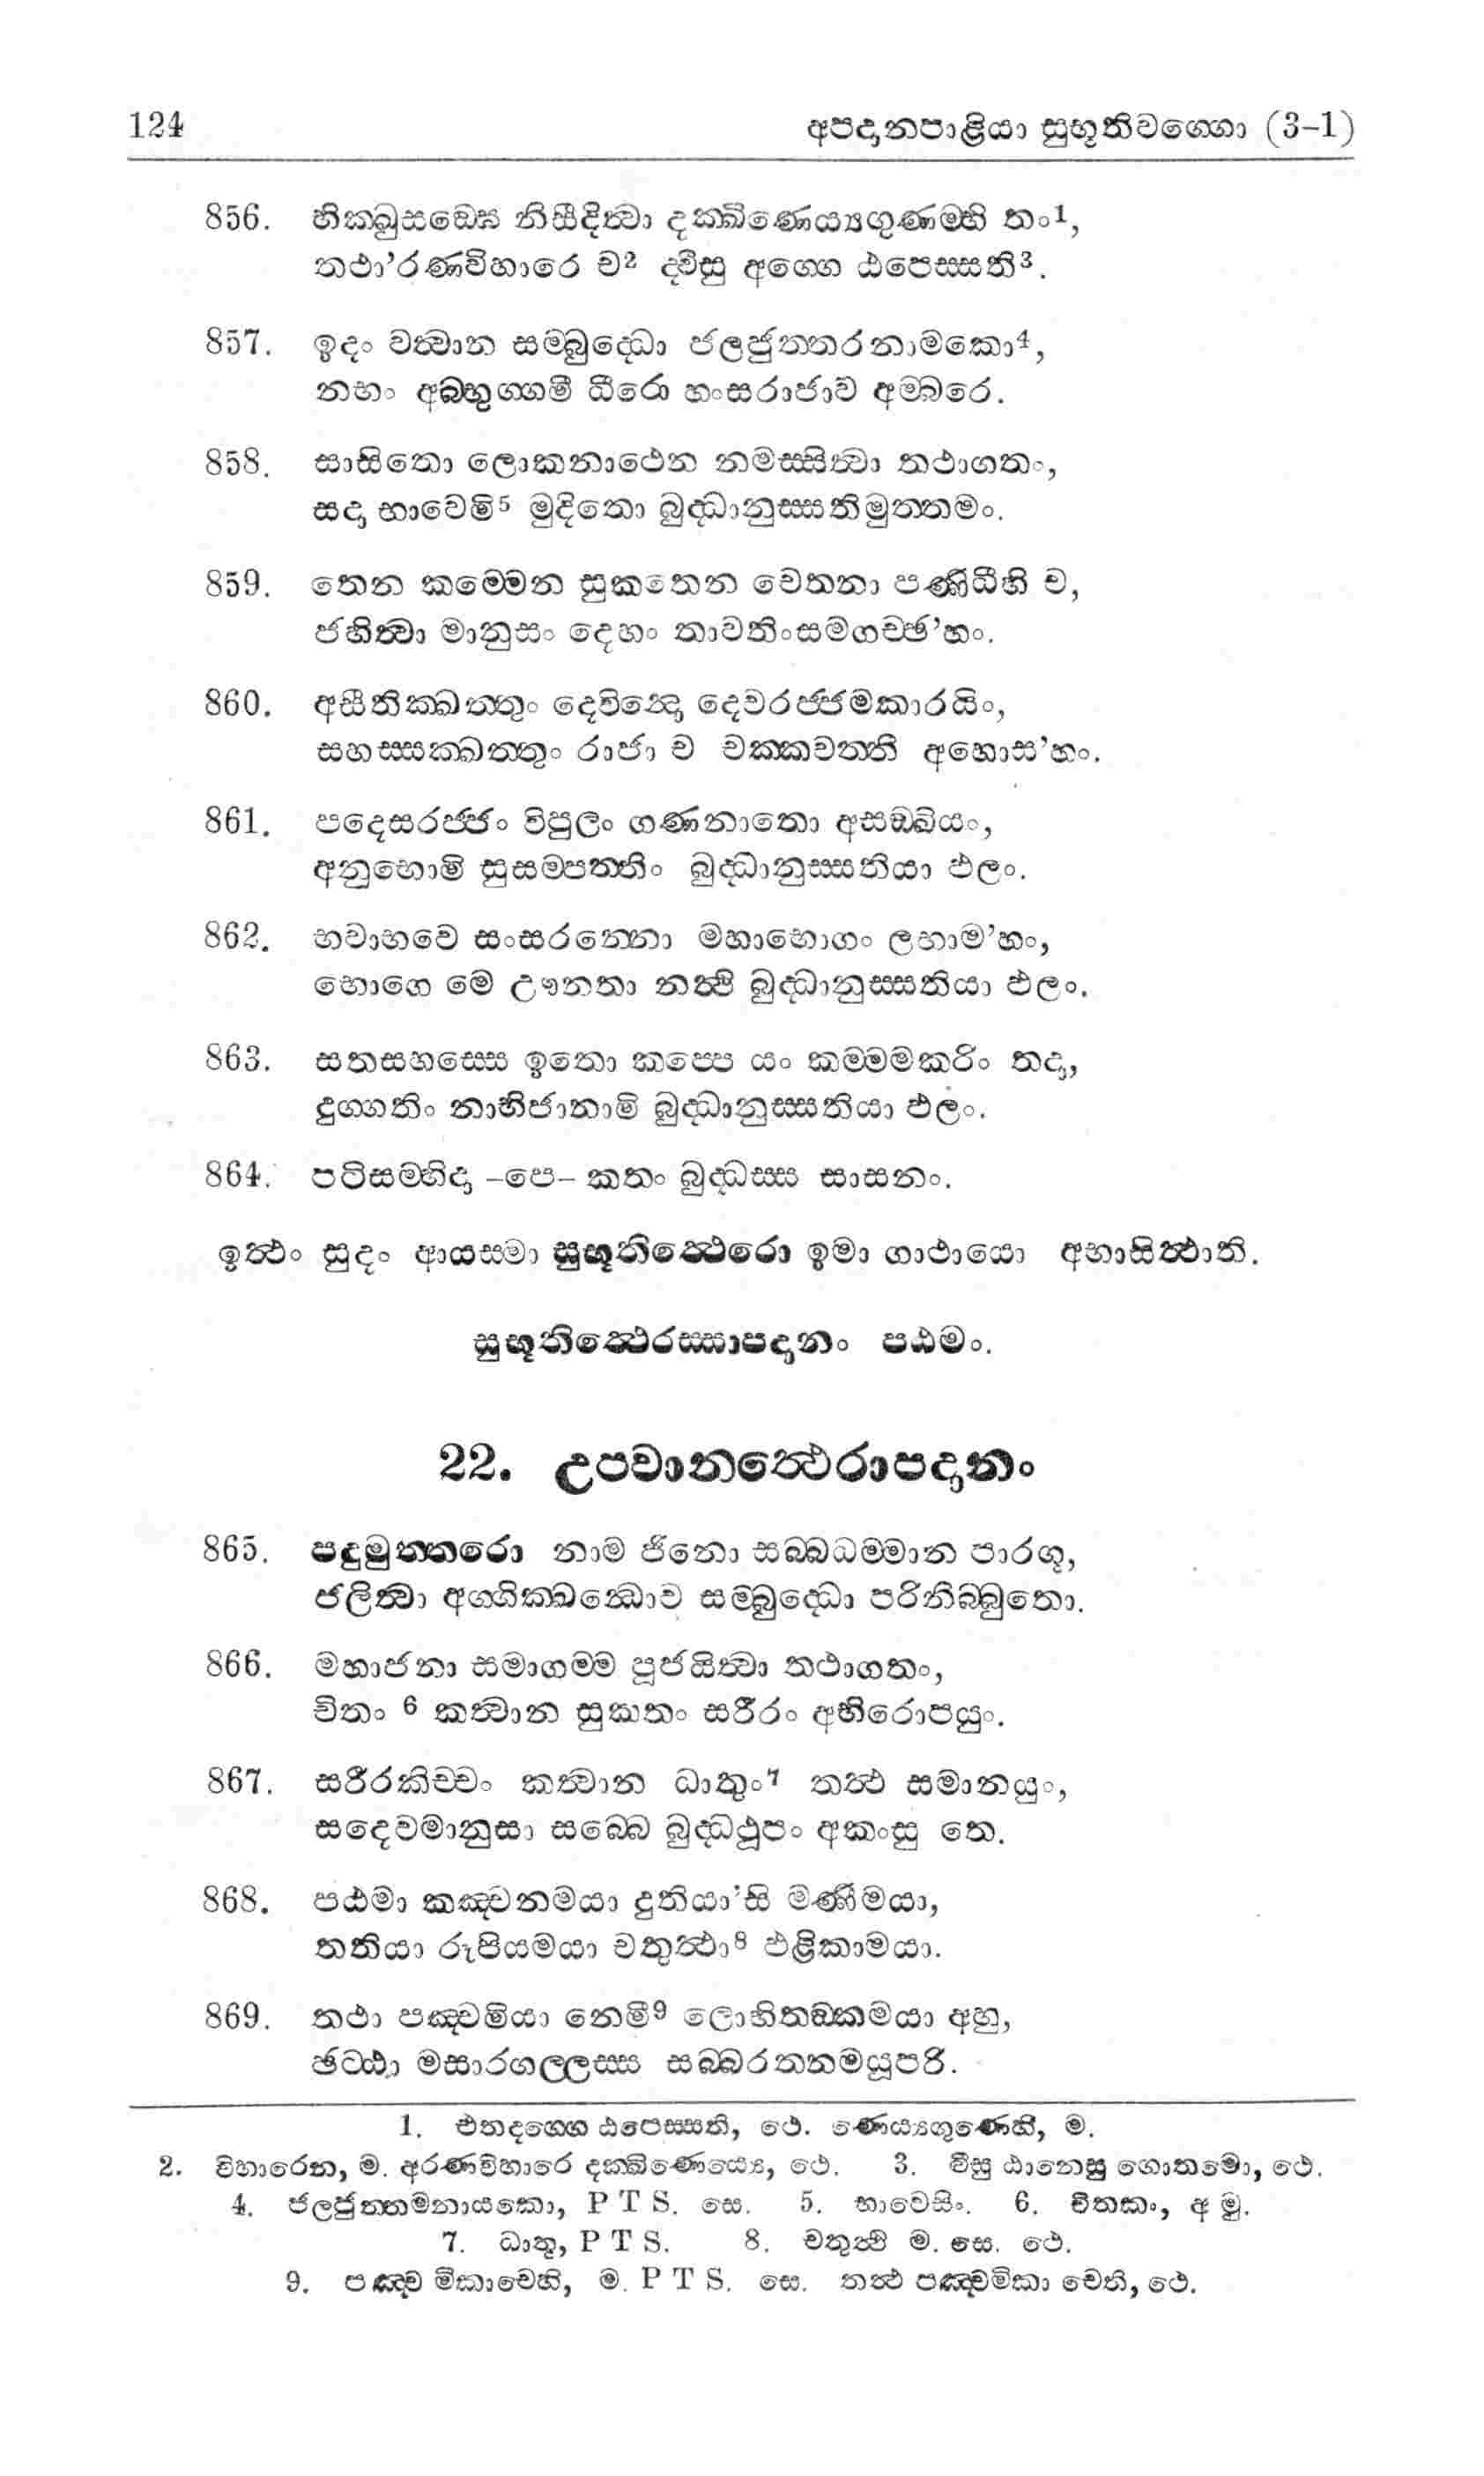 124 අපදානපාළියා සුභූතිවග්ගො (3-1)
856. භික්ඛුසඞ්ඝෙ නිසීදිත්වා දක්ඛිණෙය්‍යගුණම්හි තං¹,
තථා’රණවිහාරෙ ච² ද්වීසු අග්ගෙ ඨපෙස්සති³.
857. ඉදං වත්වාන සම්බුද්ධො ජලජුත්තරනාමකො⁴,
නභං අබ්භුග්ගමී ධීරො හංසරාජාව අම්බරෙ.
858. සාසිතො ලොකනාථෙන නමස්සිත්වා තථාගතං,
සදා භාවෙමි⁵ මුදිතො බුද්ධානුස්සතිමුත්තමං.
859. තෙන කම්මෙන සුකතෙන චෙතනා පණිධීහි ච,
ජහිත්වා මානුසං දෙහං තාවතිංසමගච්ඡ’හං.
860. අසීතික්ඛත්තුං දෙවින්දො දෙවරජ්ජමකාරයිං,
සහස්සක්ඛත්තුං රාජා ච චක්කවත්තී අහොස’හං.
861. පදෙසරජ්ජං විපුලං ගණනාතො අසඞ්ඛියං,
අනුභොමි සුසම්පත්තිං බුද්ධානුස්සතියා ඵලං.
862. භවාභවෙ සංසරන්තො මහාභොගං ලභාම’හං,
භොගෙ මෙ ඌනතා නත්ථි බුද්ධානුස්සතියා ඵලං.
863. සතසහස්සෙ ඉතො කප්පෙ යං කම්මමකරිං තදා,
දුග්ගතිං නාභිජානාමි බුද්ධානුස්සතියා ඵලං.
864. පටිසම්භිදා –පෙ– කතං බුද්ධස්ස සාසනං.
ඉත්ථං සුදං ආයස්මා සුභූතිත්ථෙරො ඉමා ගාථායො අභාසිත්ථාති.
සුභූතිත්ථෙරස්සාපදානං පඨමං.
22. උපවානත්ථෙරාපදානං
865. පදුමුත්තරො නාම ජිනො සබ්බධම්මාන පාරගූ,
ජලිත්වා අග්ගික්ඛන්ධොව සම්බුද්ධො පරිනිබ්බුතො.
866. මහාජනා සමාගම්ම පූජයිත්වා තථාගතං,
චිතං ⁶ කත්වාන සුකතං සරීරං අභිරොපයුං.
867. සරීරකිච්චං කත්වාන ධාතුං⁷ තත්ථ සමානයුං,
සදෙවමානුසා සබ්බෙ බුද්ධථූපං අකංසු තෙ.
868. පඨමා කඤ්චනමයා දුතියා’සි මණීමයා,
තතියා රූපියමයා චතුත්ථා⁸ ඵළිකාමයා.
869. තථා පඤ්චමියා නෙමී⁹ ලොහිතඞ්කමයා අහු,
ඡට්ඨා මසාරගල්ලස්ස සබ්බරතනමයූපරි.
1. එතදග්ගෙ ඨපෙස්සති, ථෙ. ණෙය්‍යගුණෙහී, ම.
2. විහාරෙන, ම. අරණවිහාරෙ දක්ඛිණෙය්‍යෙ, ථෙ. 3. වීසු ඨානෙසු ගොතමො, ථෙ.
4. ජලජුත්තමනායකො, P T S. සෙ. 5. භාවෙසිං. 6. චිතකං, අ මු.
7. ධාතූ, P T S. 8. චතුත්ථි ම. සෙ. ථෙ.
9. පඤ්ච මිකාචෙහි, ම. P T S. සෙ. තත්ථ පඤ්චමිකා චෙති, ථෙ.